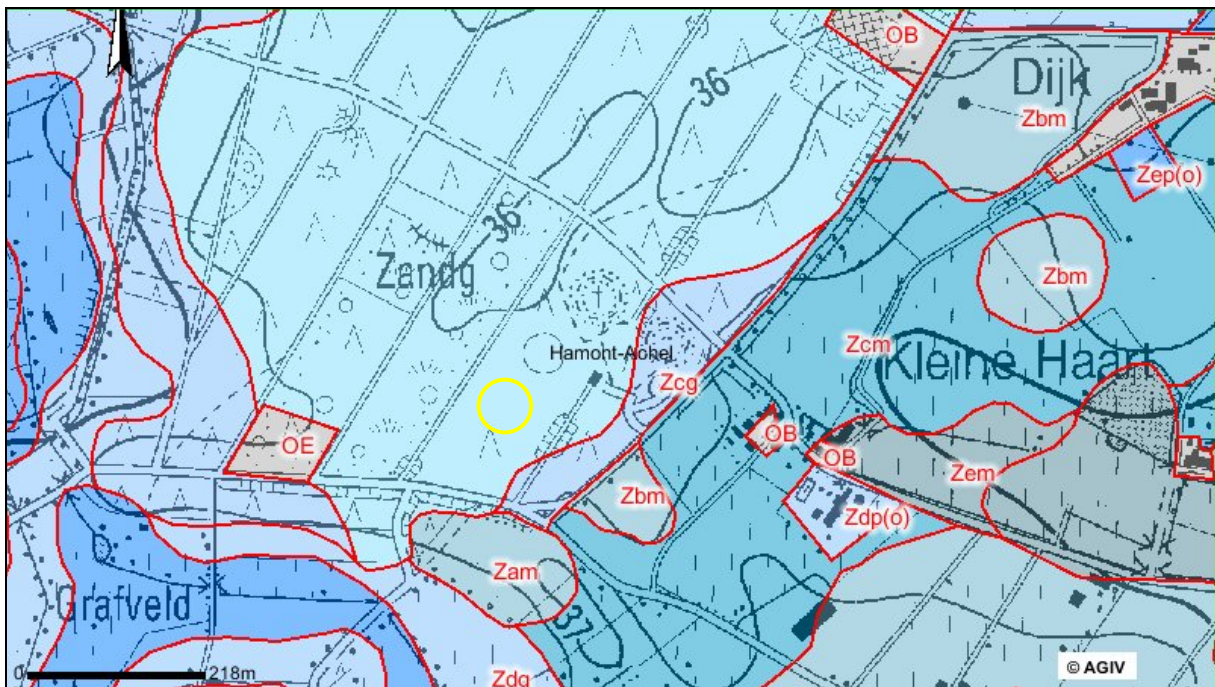 OB
36
Dijk
Zbm
Zep(o)
36
Zandg
Zbm
Hamont-Achel
Zcm
Kleine Haart
Zcg
OE
OB
OB
Zem
Zbm
Zdp(o)
Zam
Grafveld
37
0
218m
Zdg
© AGIV